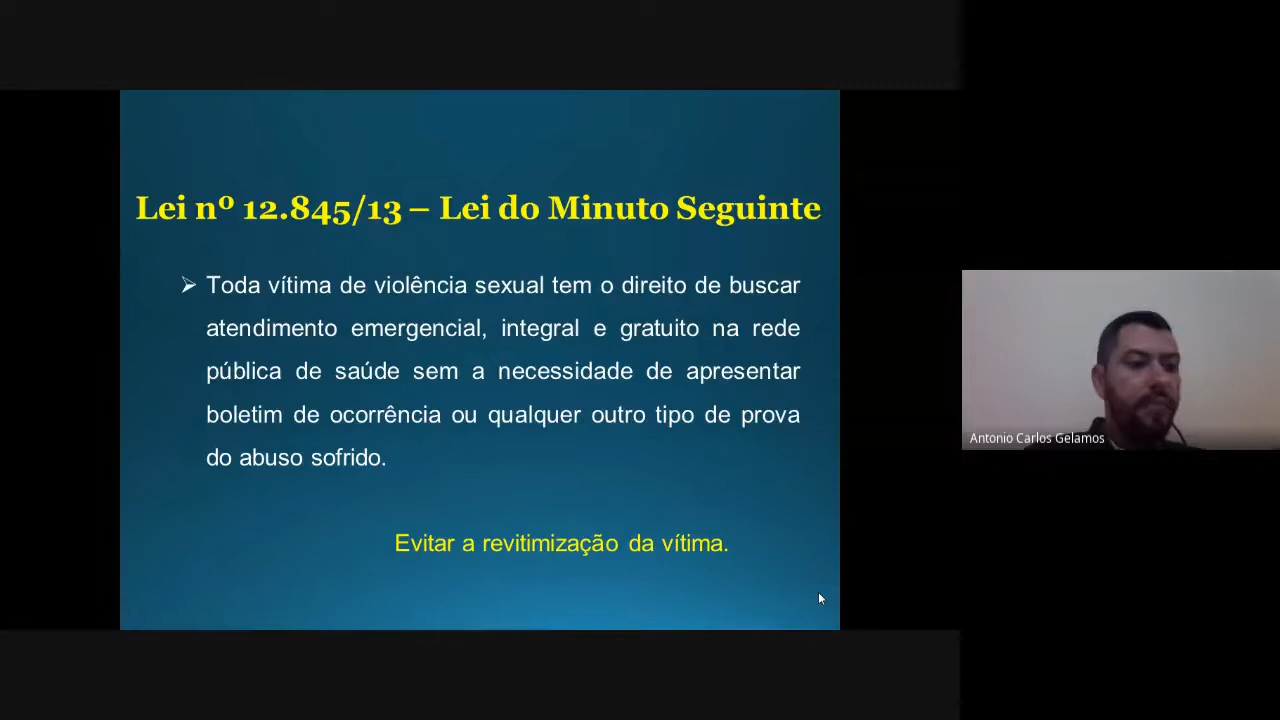 Lei nº 12.845/13 – Lei do Minuto Seguinte
➢ Toda vítima de violência sexual tem o direito de buscar
atendimento emergencial, integral e gratuito na rede
pública de saúde sem a necessidade de apresentar
boletim de ocorrência ou qualquer outro tipo de prova
do abuso sofrido.
Evitar a revitimização da vítima.
Antonio Carlos Gelamos